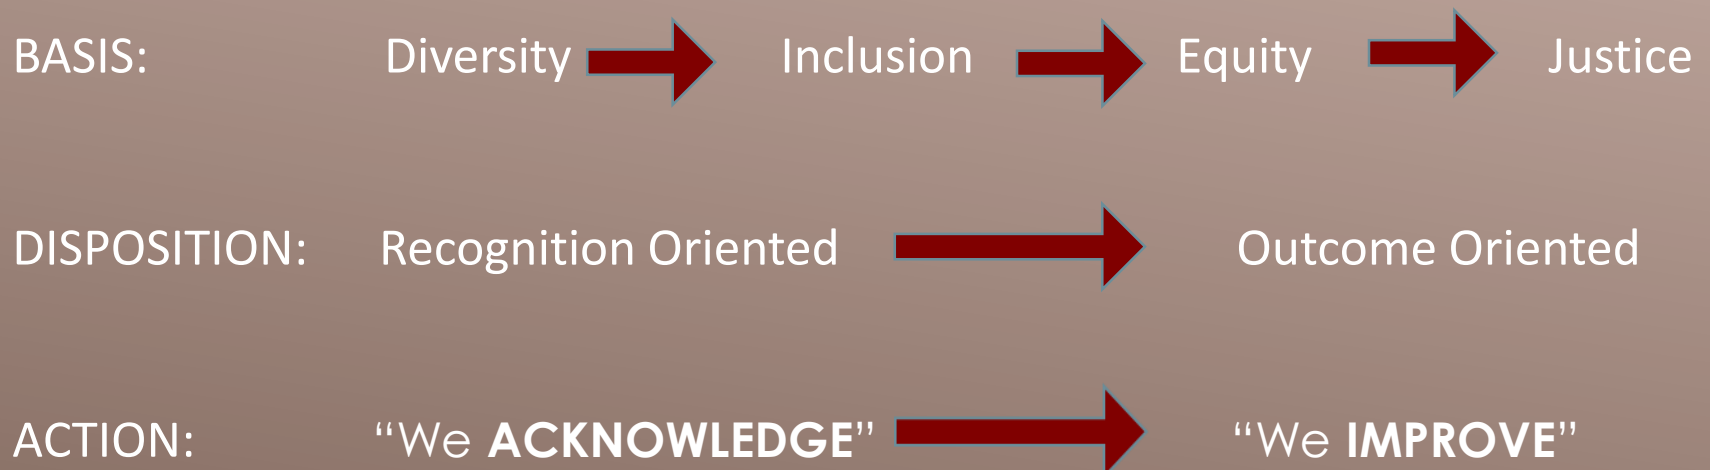 BASIS: Diversity Inclusion Equity Justice
DISPOSITION: Recognition Oriented Outcome Oriented
ACTION: “We ACKNOWLEDGE” “We IMPROVE”